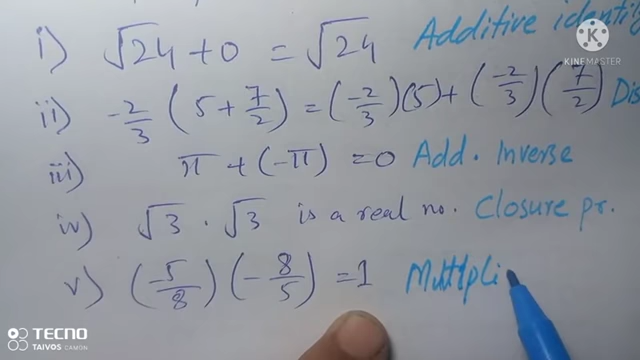 i) √24 + 0 = √24 Additive identity
KINEMASTER
ii) -2/3 (5 + 7/2) = (-2/3)(5) + (-2/3)(7/2) Dis
iii) π + (-π) = 0 Add. Inverse
iv) √3 . √3 is a real no. Closure pr.
v) (5/8)(-8/5) = 1 Multipli
TECNO
TAIVOS CAMON